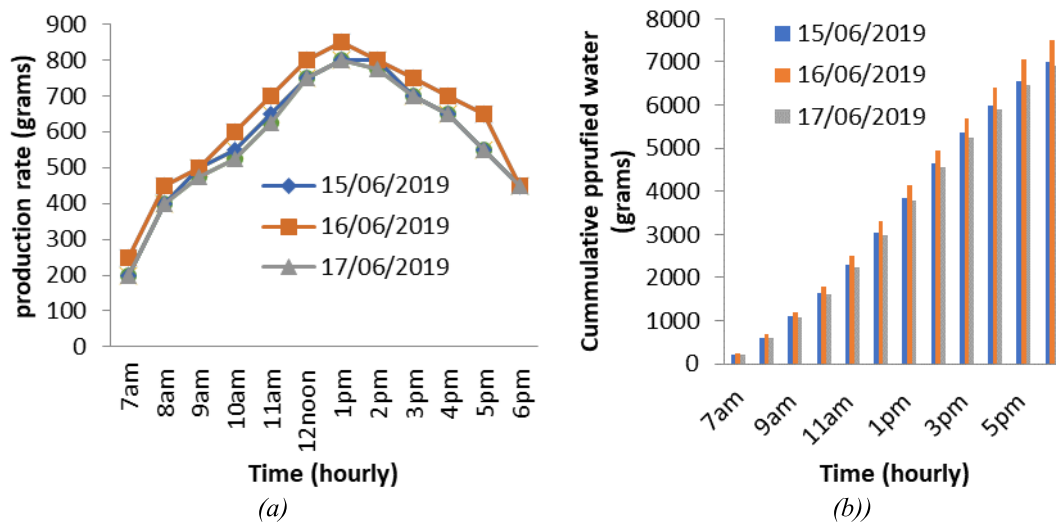 900
800
700
600
500
400
300
200
100
0
production rate (grams)
15/06/2019
16/06/2019
17/06/2019
7am
8am
9am
10am
11am
12noon
1pm
2pm
3pm
4pm
5pm
6pm
Time (hourly)
(a)
8000
7000
6000
5000
4000
3000
2000
1000
0
Cummulative pprufied water
(grams)
15/06/2019
16/06/2019
17/06/2019
7am
9am
11am
1pm
3pm
5pm
Time (hourly)
(b))